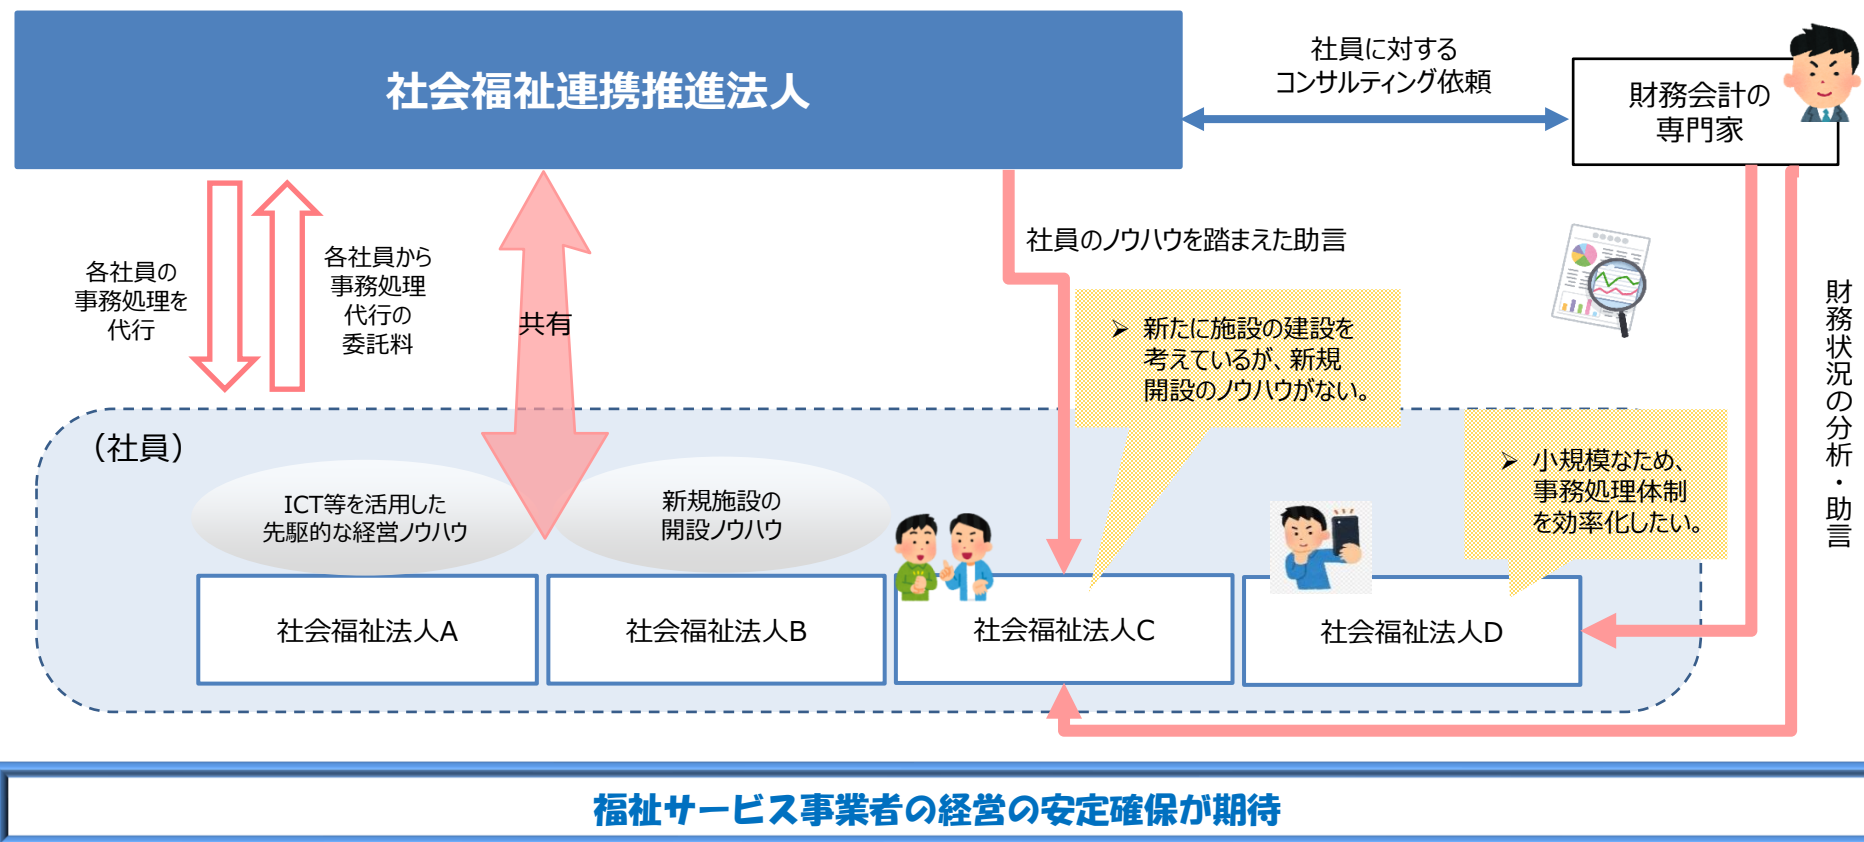 社会福祉連携推進法人
社員に対する
コンサルティング依頼
財務会計の
専門家
各社員の
事務処理を
代行
各社員から
事務処理
代行の
委託料
共有
社員のノウハウを踏まえた助言
➢ 新たに施設の建設を
考えているが、新規
開設のノウハウがない。
財務状況の分析・助言
（社員）
ICT等を活用した
先駆的な経営ノウハウ
新規施設の
開設ノウハウ
➢ 小規模なため、
事務処理体制
を効率化したい。
社会福祉法人A
社会福祉法人B
社会福祉法人C
社会福祉法人D
福祉サービス事業者の経営の安定確保が期待